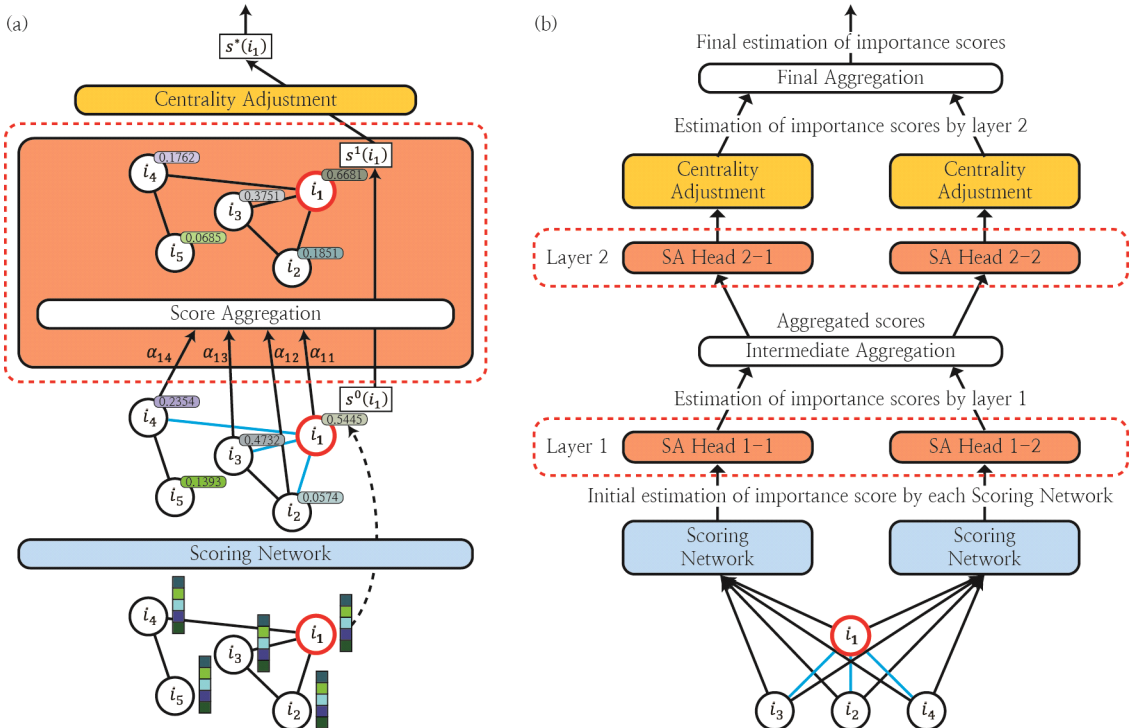 (a)
s*(i₁)
Centrality Adjustment
s¹(i₁)
0.1762
i₄
0.6681
i₁
0.3751
i₃
0.0685
i₅
0.1851
i₂
Score Aggregation
α₁₄ α₁₃ α₁₂ α₁₁
s⁰(i₁)
0.2354
i₄
0.5445
i₁
0.4732
i₃
0.1393
i₅
0.0574
i₂
Scoring Network
i₄
i₁
i₃
i₅
i₂
(b)
Final estimation of importance scores
Final Aggregation
Estimation of importance scores by layer 2
Centrality
Adjustment
Centrality
Adjustment
Layer 2
SA Head 2-1
SA Head 2-2
Aggregated scores
Intermediate Aggregation
Estimation of importance scores by layer 1
Layer 1
SA Head 1-1
SA Head 1-2
Initial estimation of importance score by each Scoring Network
Scoring
Network
Scoring
Network
i₁
i₃
i₂
i₄